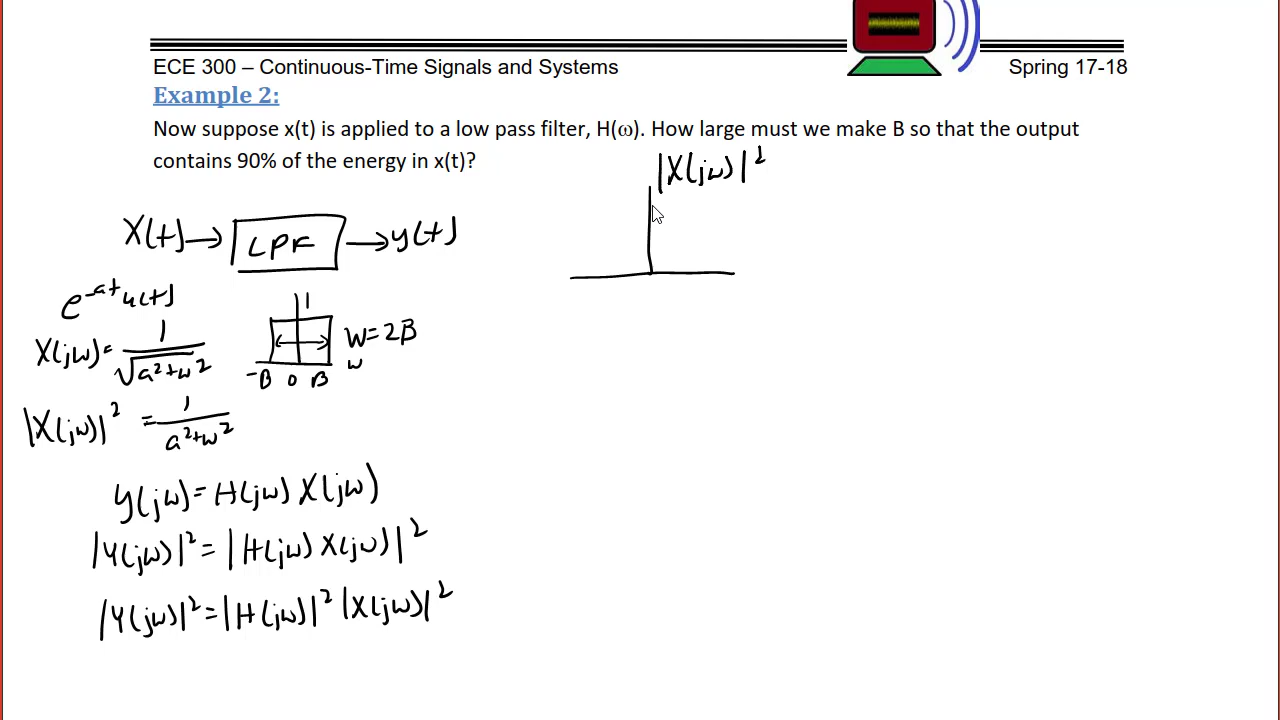 ECE 300 – Continuous-Time Signals and Systems Spring 17-18
Example 2:
Now suppose x(t) is applied to a low pass filter, H(ω). How large must we make B so that the output
contains 90% of the energy in x(t)?
|X(jω)|²
X(t) → LPF → y(t)
e^-at u(t)
1
X(jω) = 1/√(a²+ω²)
W = 2B
ω
-B 0 B
|X(jω)|² = 1/(a²+ω²)
Y(jω) = H(jω) X(jω)
|Y(jω)|² = |H(jω) X(jω)|²
|Y(jω)|² = |H(jω)|² |X(jω)|²